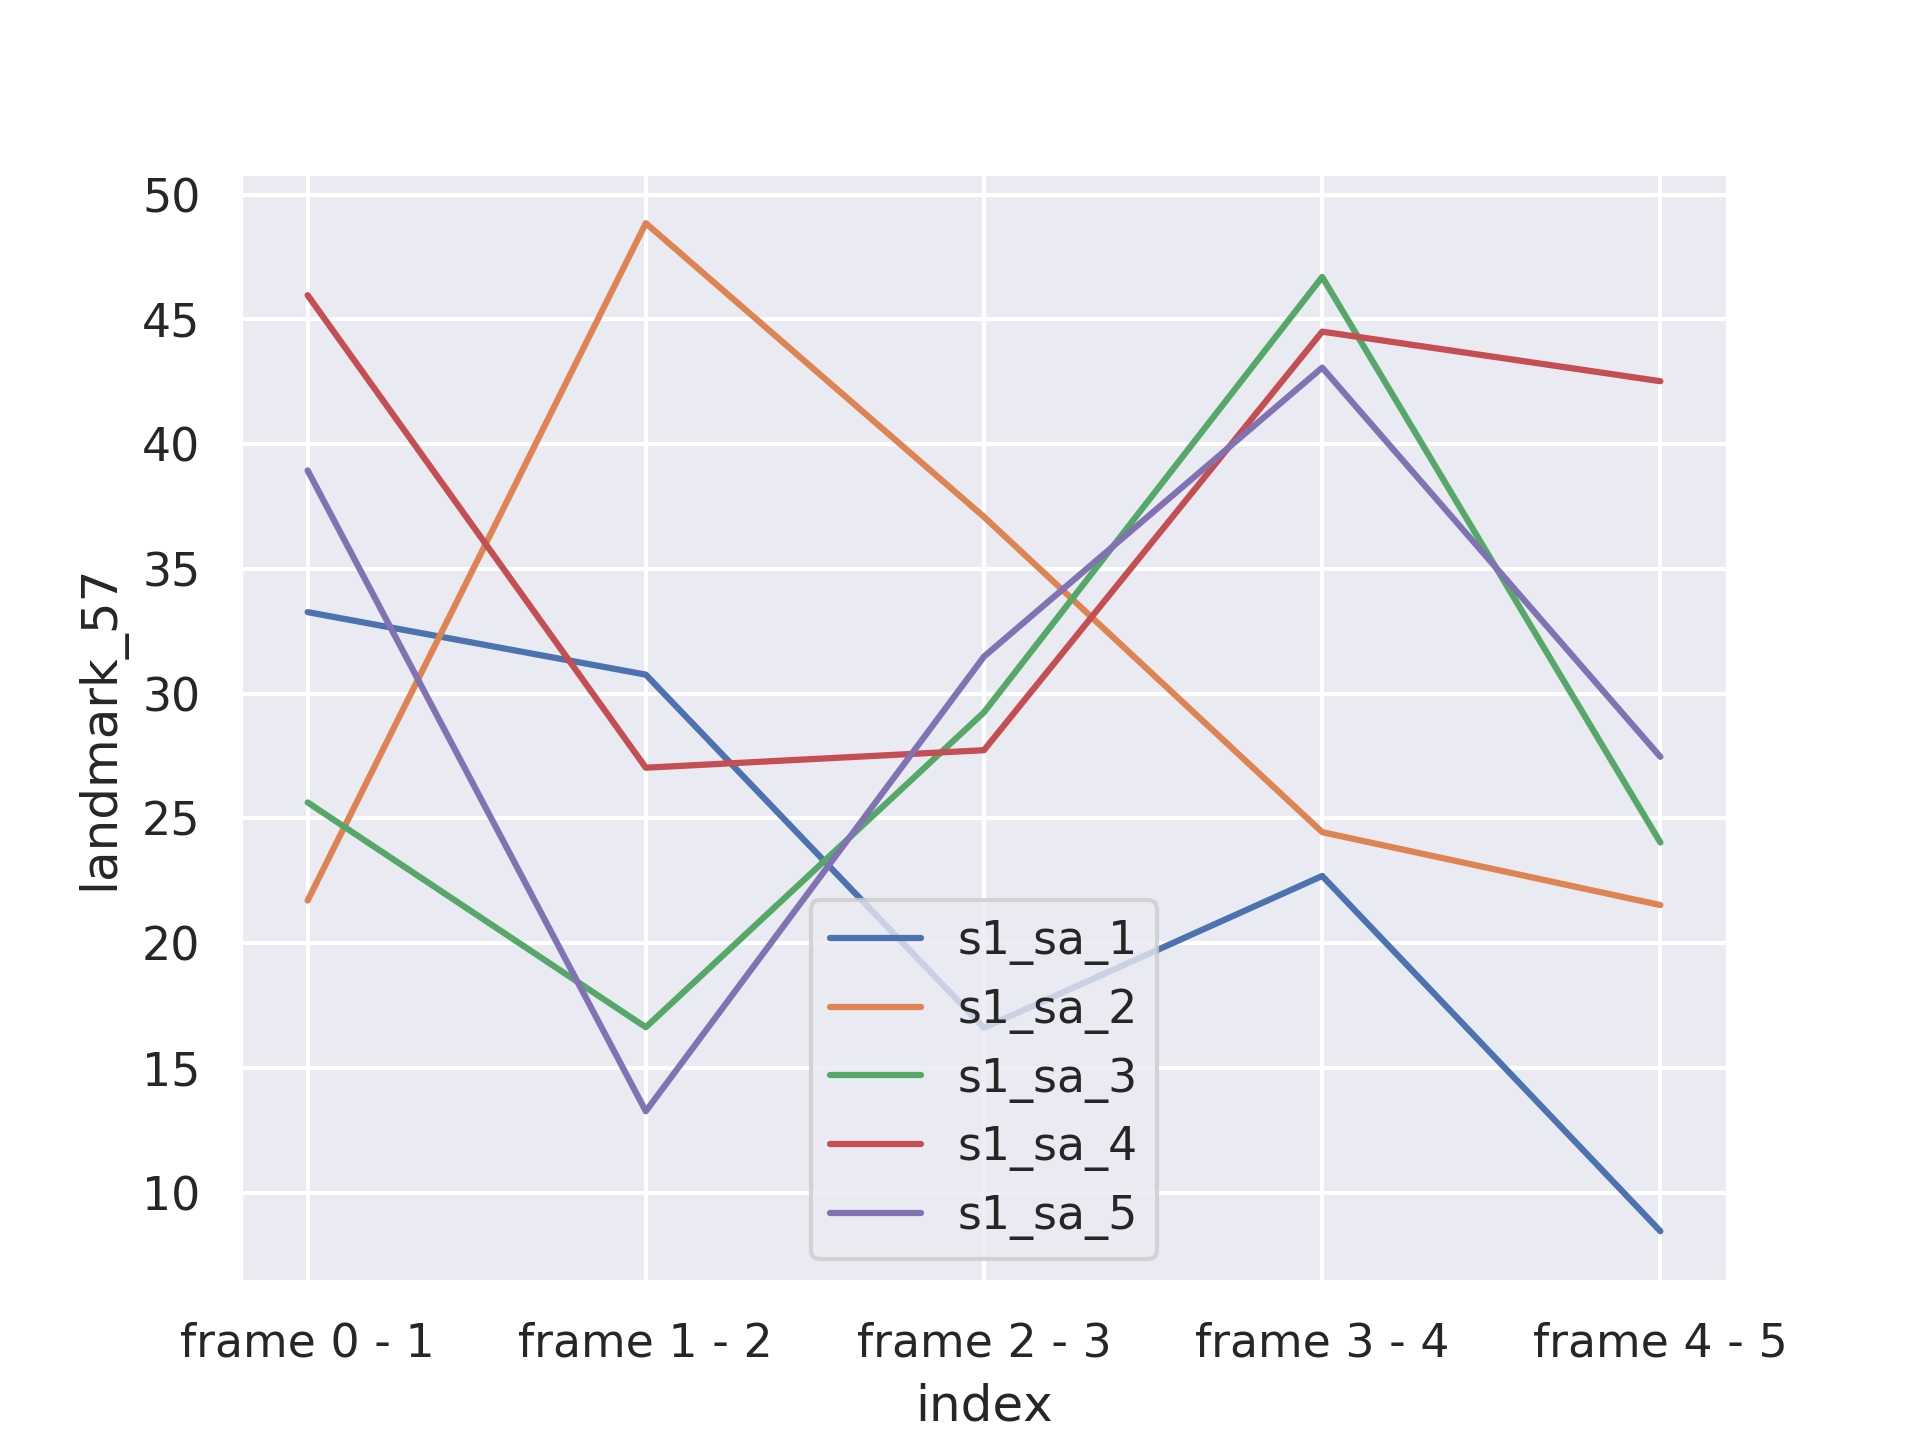 50
45
40
35
30
25
20
15
10
landmark_57
s1_sa_1
s1_sa_2
s1_sa_3
s1_sa_4
s1_sa_5
frame 0 - 1 frame 1 - 2 frame 2 - 3 frame 3 - 4 frame 4 - 5
index